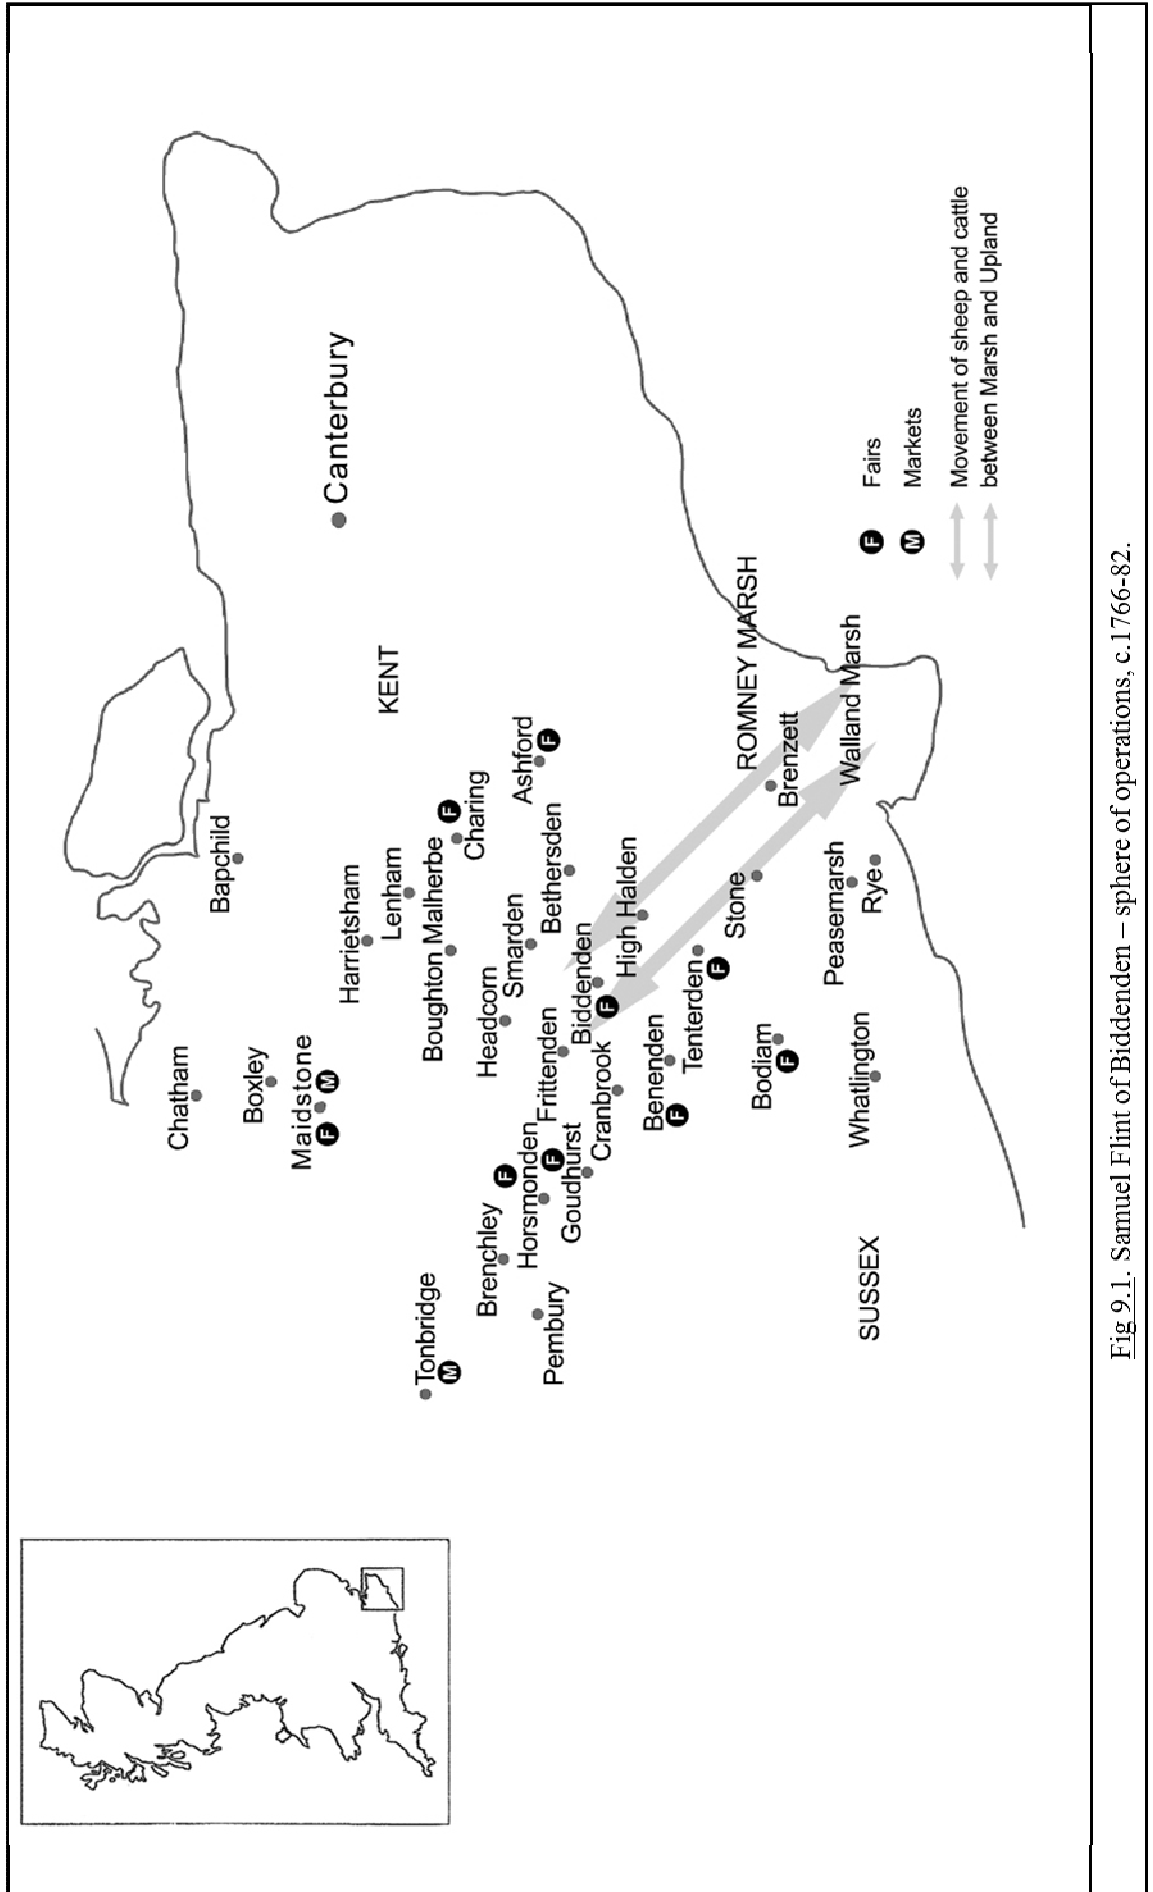 Chatham
Bapchild
Boxley
Maidstone
F
M
Canterbury
Harrietsham
KENT
Lenham
Tonbridge
M
Boughton Malherbe
F
Charing
Brenchley
F
Headcorn
Smarden
Ashford
F
Horsmonden
F
Frittenden
Bethersden
Pembury
Goudhurst
Biddenden
F
Cranbrook
High Halden
Benenden
F
Tenterden
F
Stone
ROMNEY MARSH
Bodiam
F
Brenzett
Peasemarsh
Walland Marsh
Whatlington
Rye
SUSSEX
F Fairs
M Markets
Movement of sheep and cattle
between Marsh and Upland
Fig 9.1. Samuel Flint of Biddenden – sphere of operations, c.1766-82.